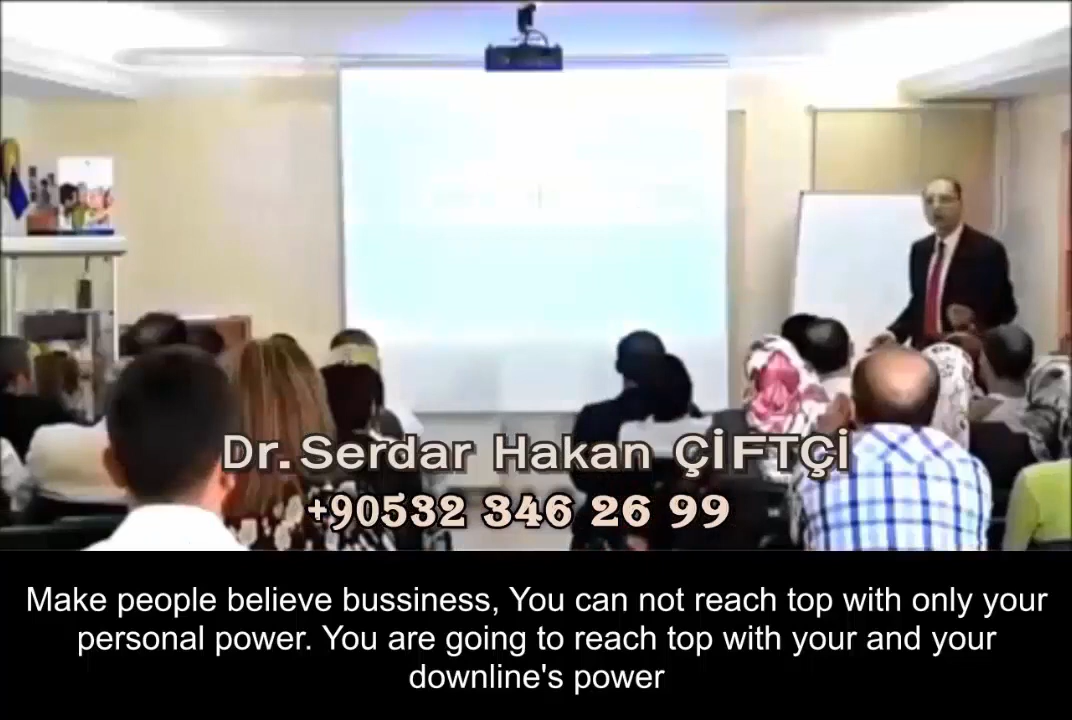 Dr. Serdar Hakan ÇİFTÇİ
+90532 346 26 99
Make people believe bussiness, You can not reach top with only your
personal power. You are going to reach top with your and your
downline's power